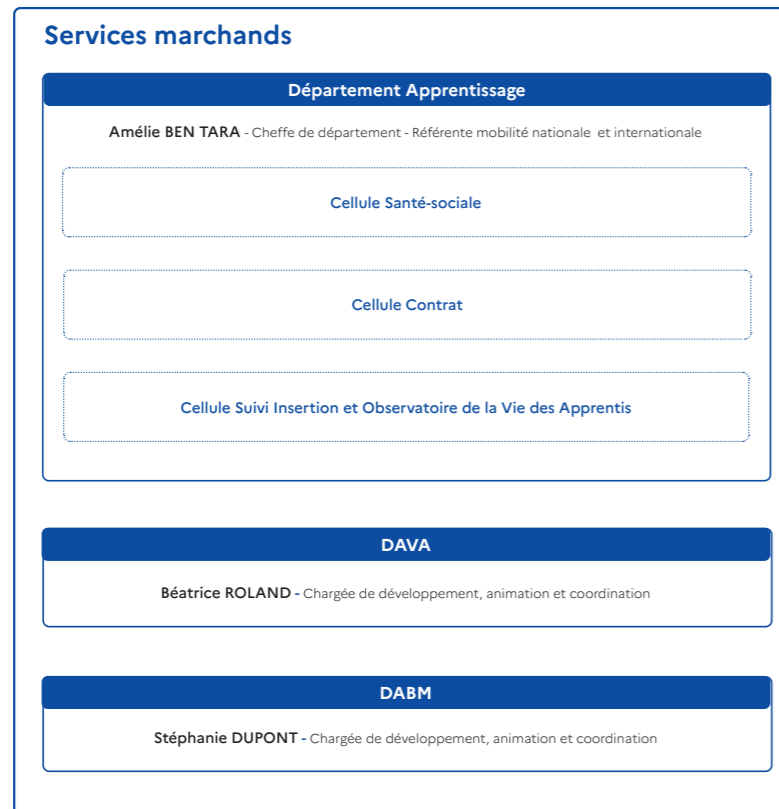 Services marchands
Département Apprentissage
Amélie BEN TARA - Cheffe de département - Référente mobilité nationale et internationale
Cellule Santé-sociale
Cellule Contrat
Cellule Suivi Insertion et Observatoire de la Vie des Apprentis
DAVA
Béatrice ROLAND - Chargée de développement, animation et coordination
DABM
Stéphanie DUPONT - Chargée de développement, animation et coordination